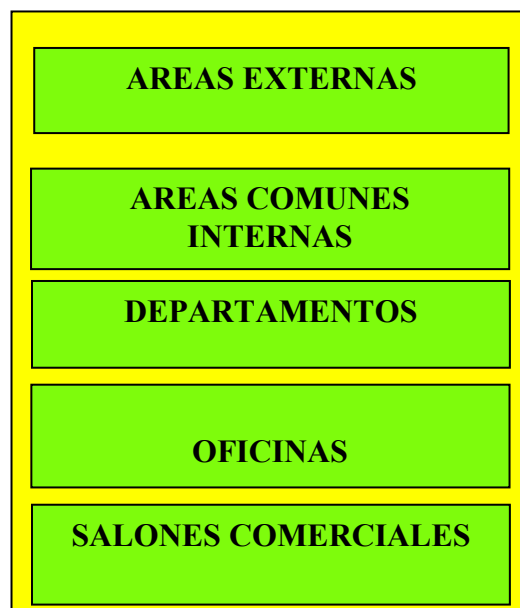 AREAS EXTERNAS
AREAS COMUNES
INTERNAS
DEPARTAMENTOS
OFICINAS
SALONES COMERCIALES